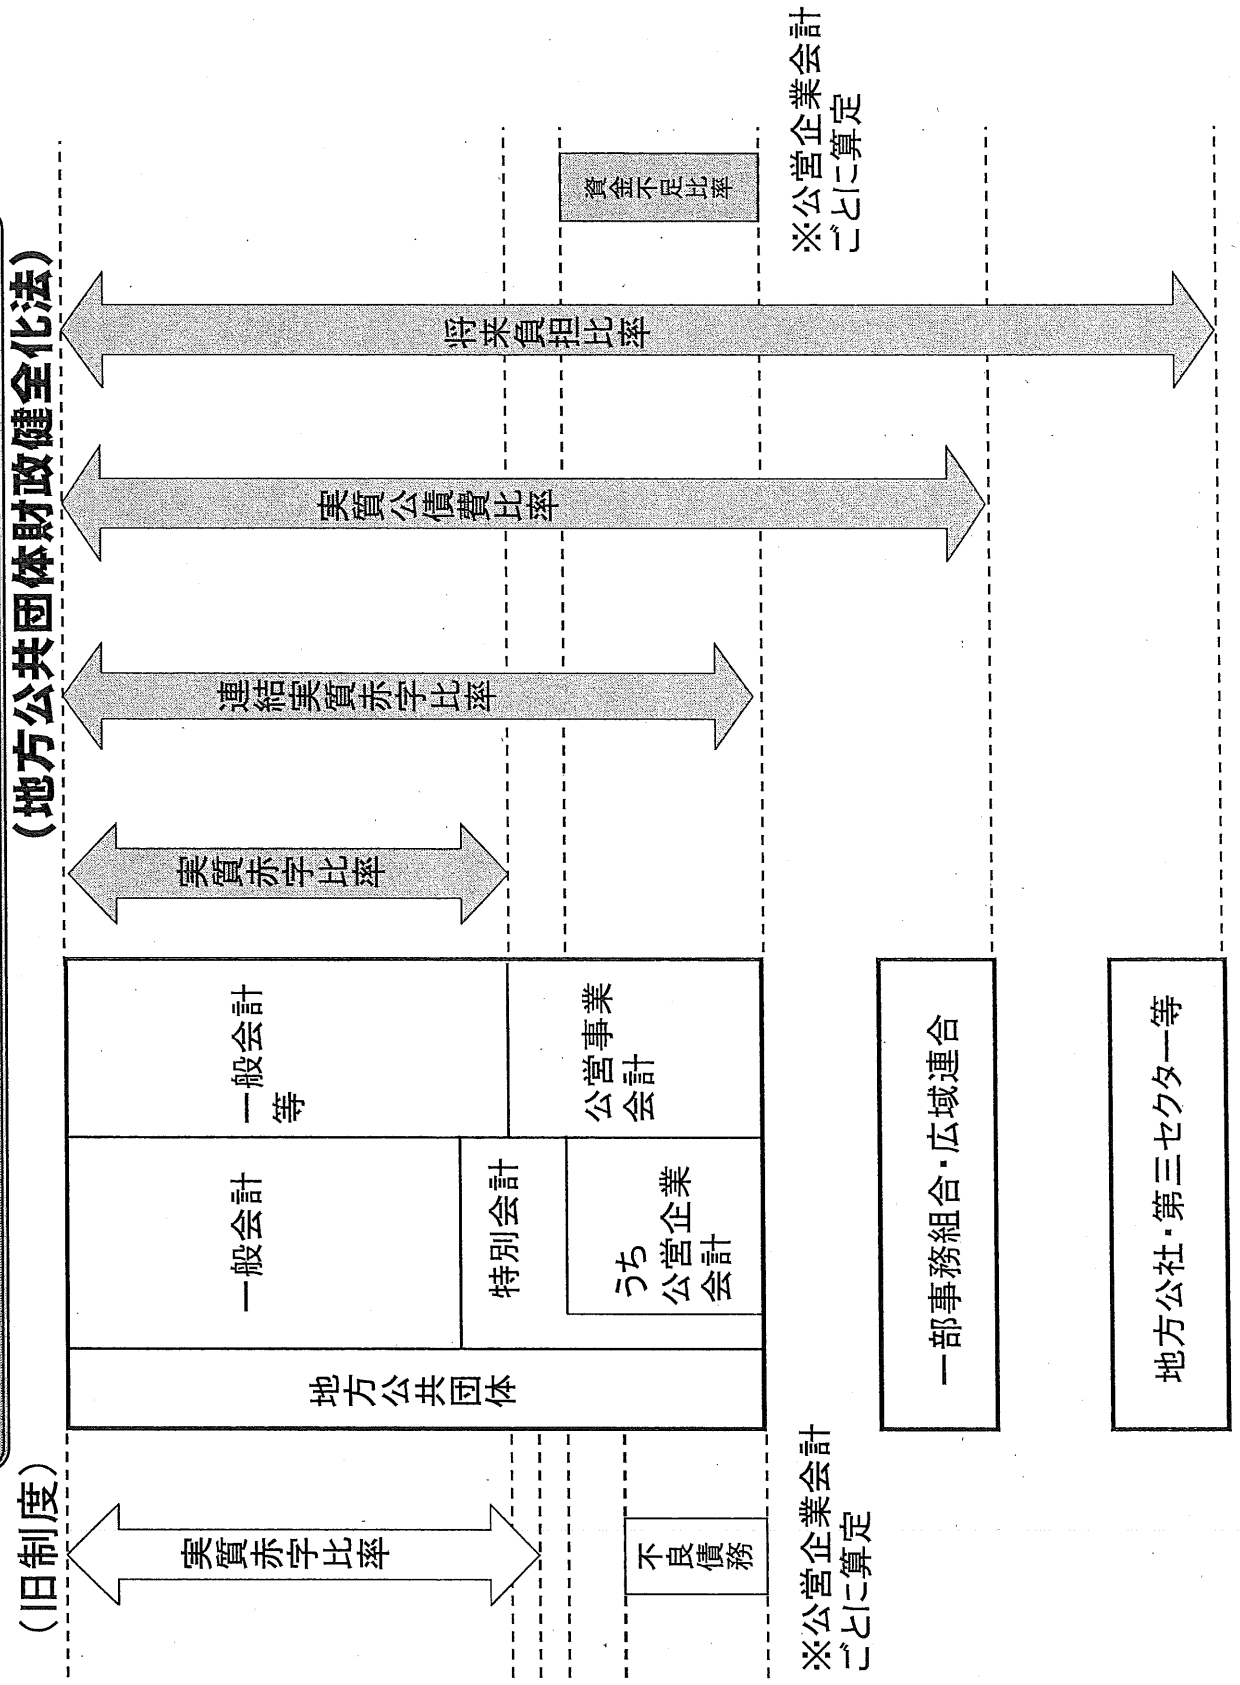 (旧制度)
(地方公共団体財政健全化法)
実質赤字比率
不良
債務
※公営企業会計
ごとに算定
地方公共団体
一般会計
特別会計
うち
公営企業
会計
一般会計
等
公営事業
会計
一部事務組合・広域連合
地方公社・第三セクター等
実質赤字比率
連結実質赤字比率
実質公債費比率
将来負担比率
資金不足比率
※公営企業会計
ごとに算定